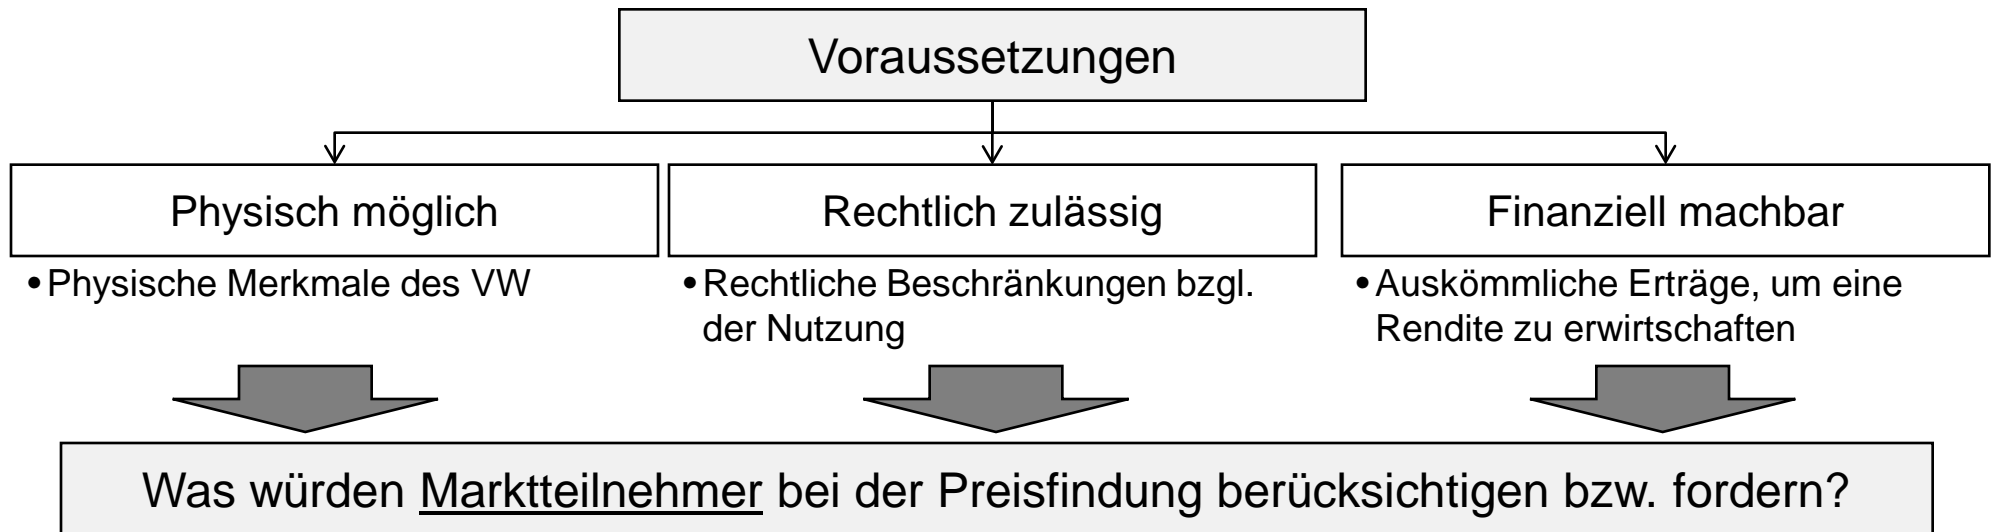 Voraussetzungen
Physisch möglich
Rechtlich zulässig
Finanziell machbar
•Physische Merkmale des VW
•Rechtliche Beschränkungen bzgl.
der Nutzung
•Auskömmliche Erträge, um eine
Rendite zu erwirtschaften
Was würden Marktteilnehmer bei der Preisfindung berücksichtigen bzw. fordern?